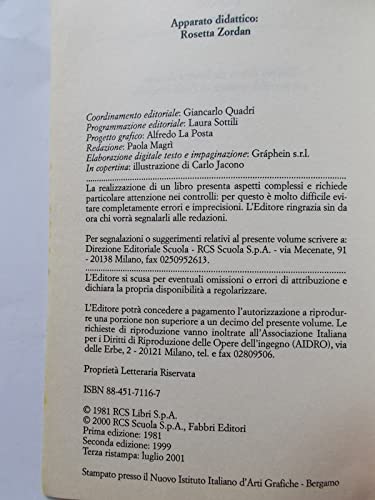 Apparato didattico:
Rosetta Zordan
Coordinamento editoriale: Giancarlo Quadri
Programmazione editoriale: Laura Sottili
Progetto grafico: Alfredo La Posta
Redazione: Paola Magrì
Elaborazione digitale testo e impaginazione: Gráphein s.r.l.
In copertina: illustrazione di Carlo Jacono
La realizzazione di un libro presenta aspetti complessi e richiede
particolare attenzione nei controlli: per questo è molto difficile evi-
tare completamente errori e imprecisioni. L'Editore ringrazia sin da
ora chi vorrà segnalarli alle redazioni.
Per segnalazioni o suggerimenti relativi al presente volume scrivere a:
Direzione Editoriale Scuola - RCS Scuola S.p.A. - via Mecenate, 91
- 20138 Milano, fax 0250952613.
L'Editore si scusa per eventuali omissioni o errori di attribuzione e
dichiara la propria disponibilità a regolarizzare.
L'Editore potrà concedere a pagamento l'autorizzazione a riprodur-
re una porzione non superiore a un decimo del presente volume. Le
richieste di riproduzione vanno inoltrate all'Associazione Italiana
per i Diritti di Riproduzione delle Opere dell'ingegno (AIDRO), via
delle Erbe, 2 - 20121 Milano, tel. e fax 02809506.
Proprietà Letteraria Riservata
ISBN 88-451-7116-7
© 1981 RCS Libri S.p.A.
© 2000 RCS Scuola S.p.A., Fabbri Editori
Prima edizione: 1981
Seconda edizione: 1999
Terza ristampa: luglio 2001
Stampato presso il Nuovo Istituto Italiano d'Arti Grafiche - Bergamo